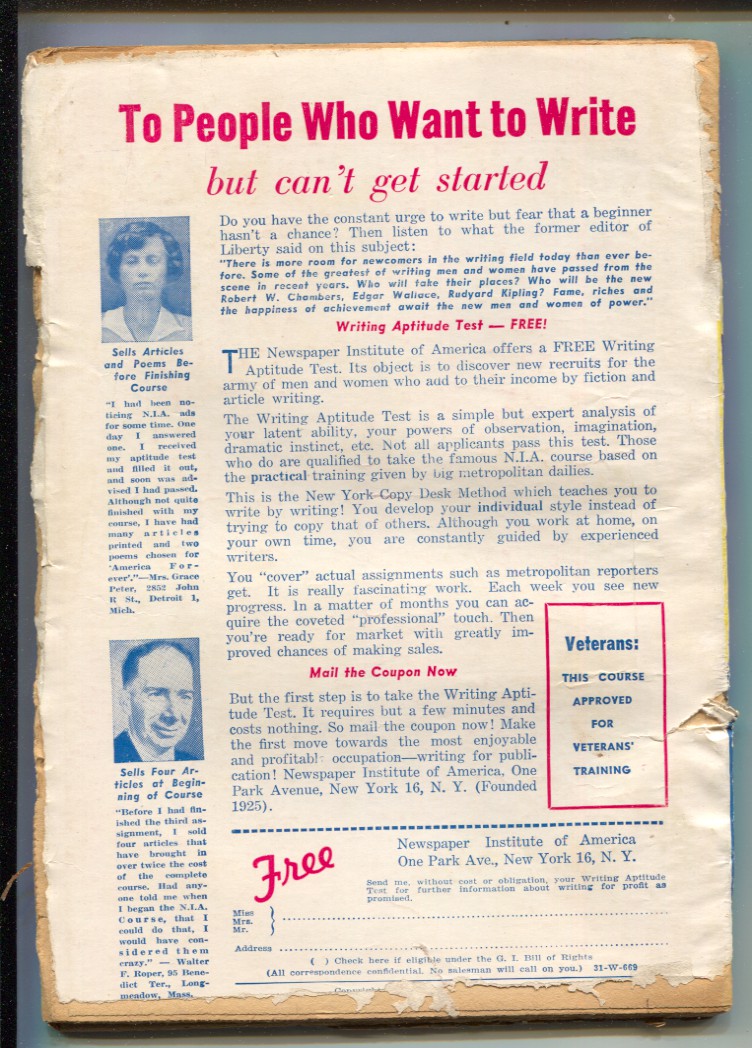 To People Who Want to Write
but can't get started
Do you have the constant urge to write but fear that a beginner
hasn't a chance? Then listen to what the former editor of
Liberty said on this subject:
"There is more room for newcomers in the writing field today than ever be-
fore. Some of the greatest of writing men and women have passed from the
scene in recent years. Who will take their places? Who will be the new
Robert W. Chambers, Edgar Wallace, Rudyard Kipling? Fame, riches and
the happiness of achievement await the new men and women of power."
Writing Aptitude Test — FREE!
THE Newspaper Institute of America offers a FREE Writing
Aptitude Test. Its object is to discover new recruits for the
army of men and women who add to their income by fiction and
article writing.
The Writing Aptitude Test is a simple but expert analysis of
your latent ability, your powers of observation, imagination,
dramatic instinct, etc. Not all applicants pass this test. Those
who do are qualified to take the famous N.I.A. course based on
the practical training given by big metropolitan dailies.
This is the New York Copy Desk Method which teaches you to
write by writing! You develop your individual style instead of
trying to copy that of others. Although you work at home, on
your own time, you are constantly guided by experienced
writers.
You "cover" actual assignments such as metropolitan reporters
get. It is really fascinating work. Each week you see new
progress. In a matter of months you can ac-
quire the coveted "professional" touch. Then
you're ready for market with greatly im-
proved chances of making sales.
Mail the Coupon Now
But the first step is to take the Writing Apti-
tude Test. It requires but a few minutes and
costs nothing. So mail the coupon now! Make
the first move towards the most enjoyable
and profitable occupation—writing for publi-
cation! Newspaper Institute of America, One
Park Avenue, New York 16, N. Y. (Founded
1925).
Veterans:
THIS COURSE
APPROVED
FOR
VETERANS'
TRAINING
Sells Articles
and Poems Be-
fore Finishing
Course
"I had been no-
ticing N.I.A. ads
for some time. One
day I answered
one. I received
my aptitude test
and filled it out,
and soon was ad-
vised I had passed.
Although not quite
finished with my
course, I have had
many articles
printed and two
poems chosen for
'America For-
ever'."—Mrs. Grace
Peter, 2852 John
R St., Detroit 1,
Mich.
Sells Four Ar-
ticles at Begin-
ning of Course
"Before I had fin-
ished the third as-
signment, I sold
four articles that
have brought in
over twice the cost
of the complete
course. Had any-
one told me when
I began the N.I.A.
Course, that I
could do that, I
would have con-
sidered them
crazy." — Walter
F. Roper, 95 Bene-
dict Ter., Long-
meadow, Mass.
Free
Newspaper Institute of America
One Park Ave., New York 16, N. Y.
Send me, without cost or obligation, your Writing Aptitude
Test for further information about writing for profit as
promised.
Miss
Mrs.
Mr.
Address
( ) Check here if eligible under the G. I. Bill of Rights
(All correspondence confidential. No salesman will call on you.) 31-W-669